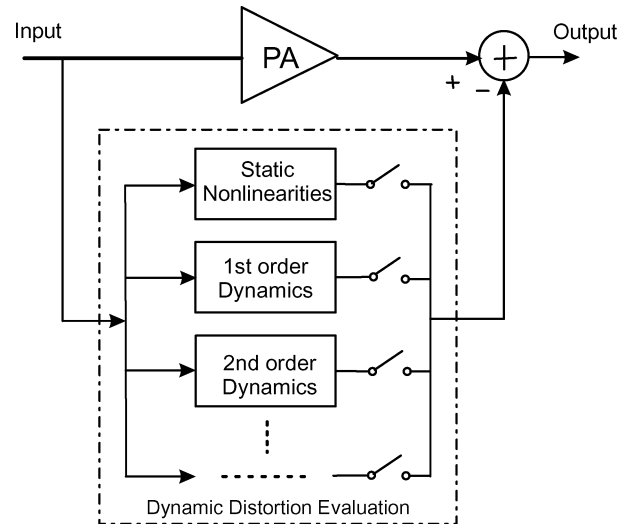 Input
PA
Output
+
+
−
Static
Nonlinearities
1st order
Dynamics
2nd order
Dynamics
Dynamic Distortion Evaluation